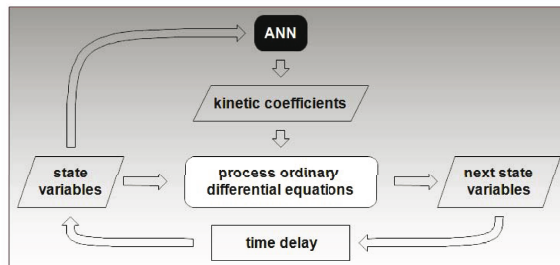 ANN
kinetic coefficients
state
variables
process ordinary
differential equations
next state
variables
time delay